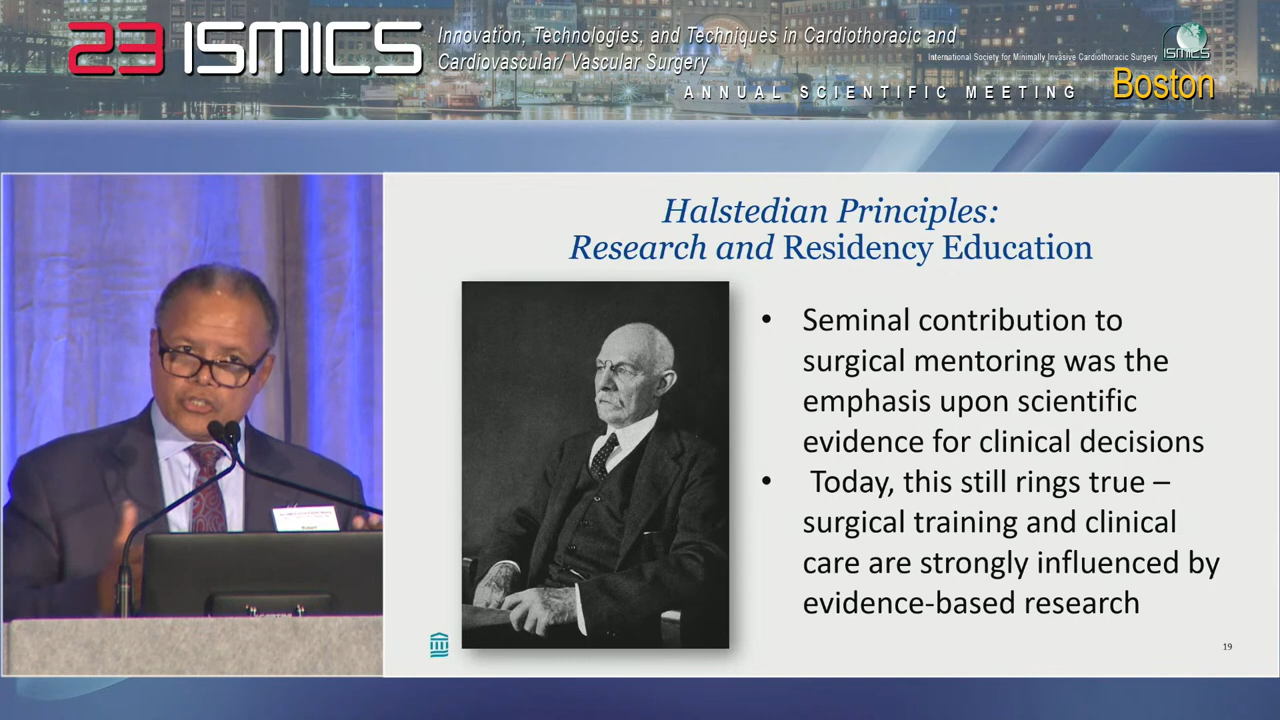 23 ISMICS
Innovation, Technologies, and Techniques in Cardiothoracic and
Cardiovascular/ Vascular Surgery
International Society for Minimally Invasive Cardiothoracic Surgery
ISMICS
ANNUAL SCIENTIFIC MEETING
Boston
Halstedian Principles:
Research and Residency Education
• Seminal contribution to
surgical mentoring was the
emphasis upon scientific
evidence for clinical decisions
• Today, this still rings true –
surgical training and clinical
care are strongly influenced by
evidence-based research
19
Robert